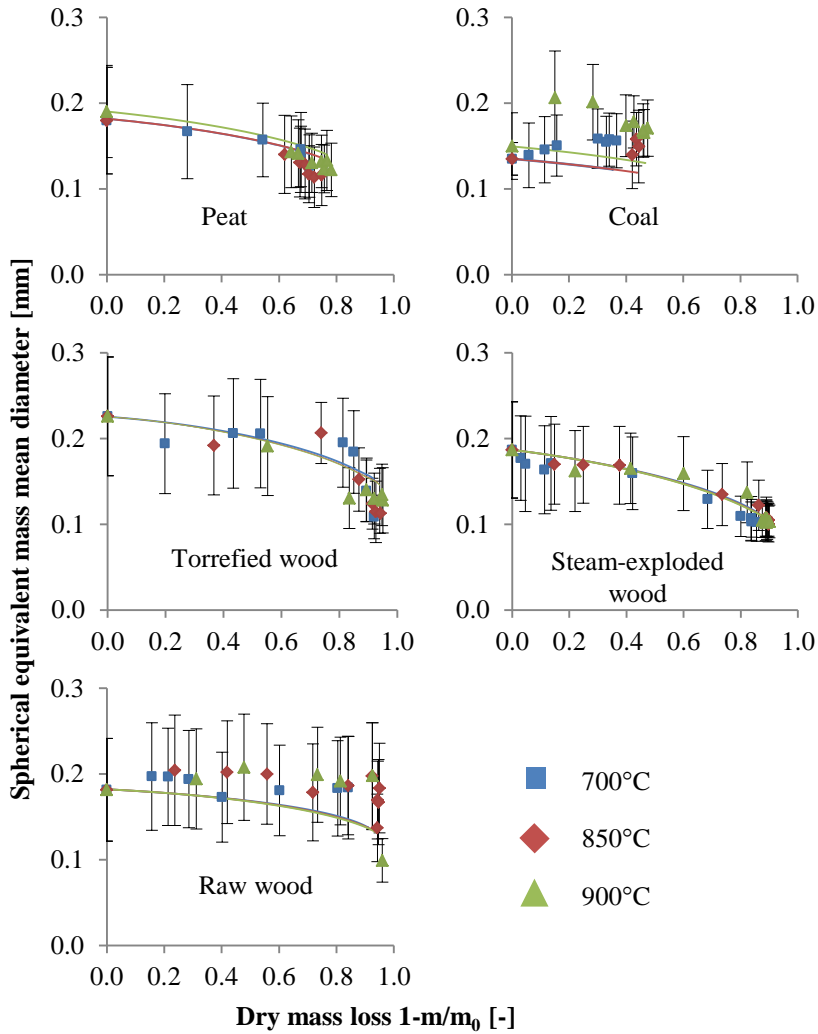 Spherical equivalent mass mean diameter [mm]
0.3
0.2
0.1
0.0
0.0 0.2 0.4 0.6 0.8 1.0
Peat
0.3
0.2
0.1
0.0
0.0 0.2 0.4 0.6 0.8 1.0
Coal
0.3
0.2
0.1
0.0
0.0 0.2 0.4 0.6 0.8 1.0
Torrefied wood
0.3
0.2
0.1
0.0
0.0 0.2 0.4 0.6 0.8 1.0
Steam-exploded
wood
0.3
0.2
0.1
0.0
0.0 0.2 0.4 0.6 0.8 1.0
Raw wood
700°C
850°C
900°C
Dry mass loss 1-m/m₀ [-]